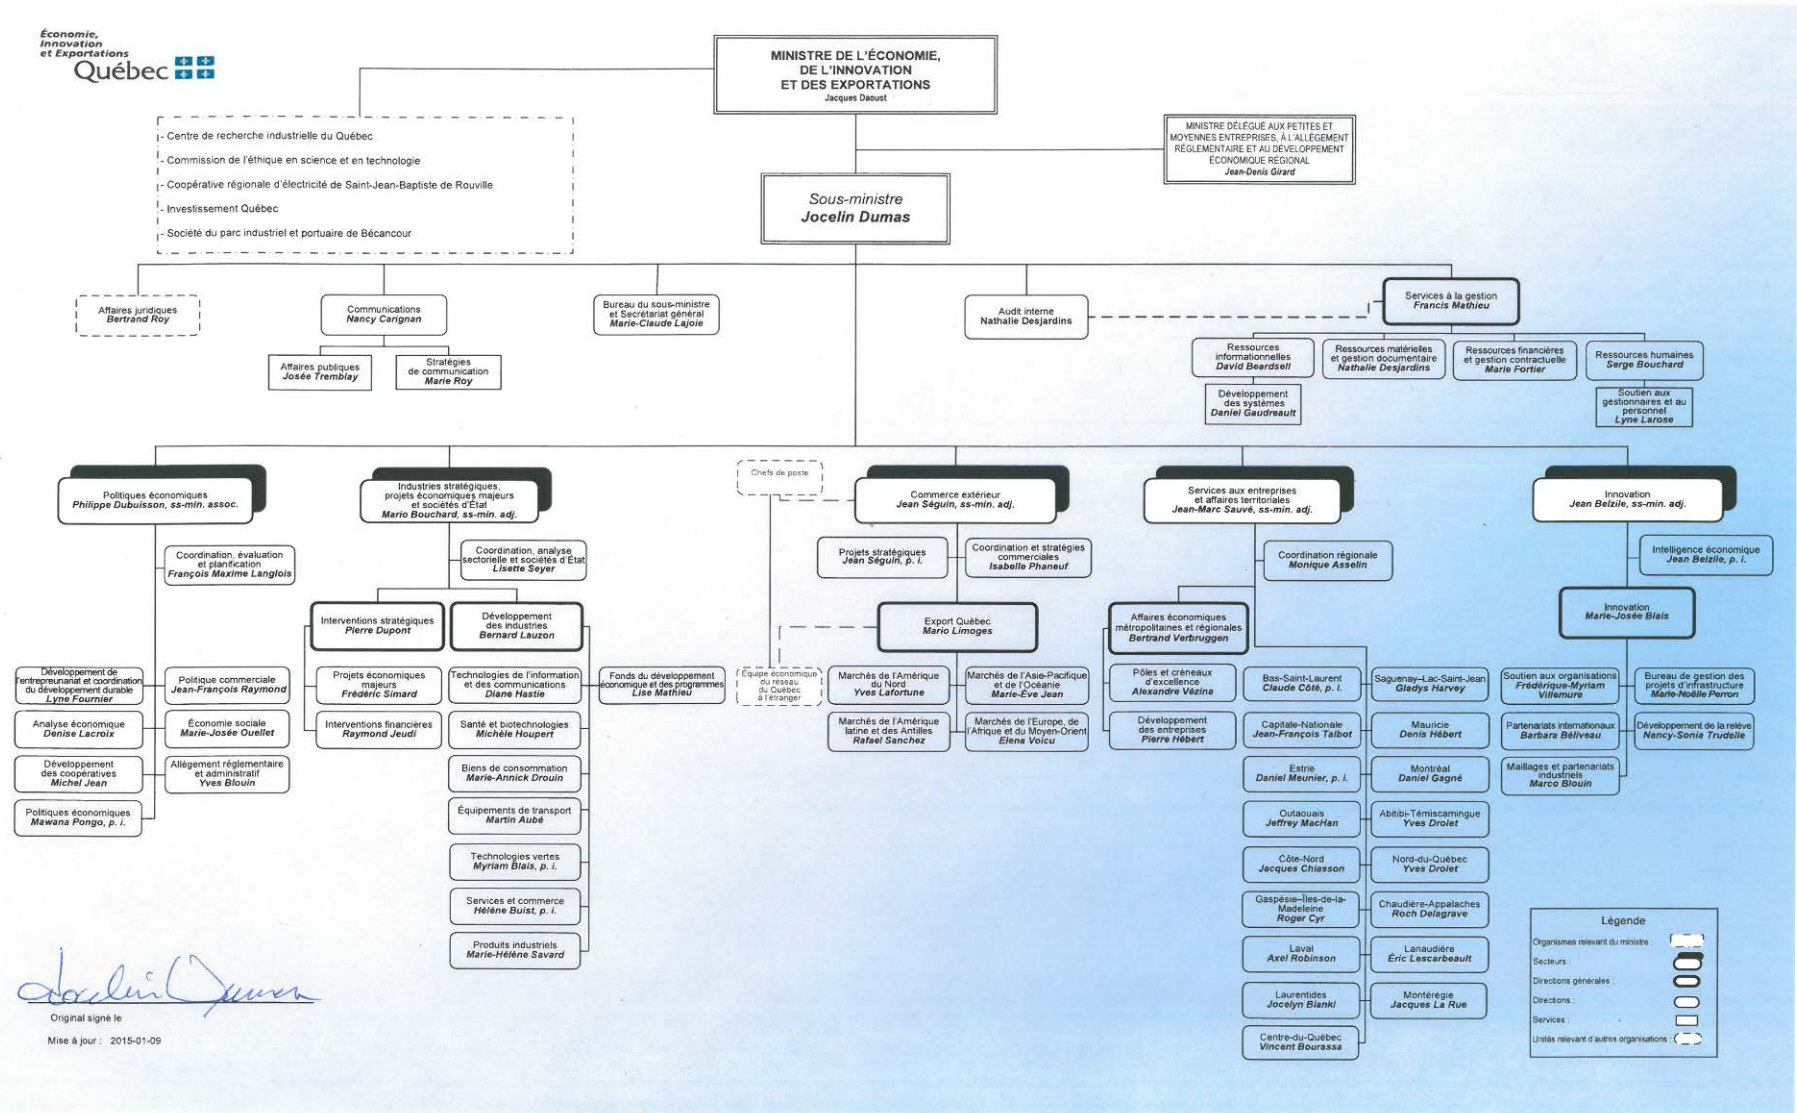 Économie,
Innovation
et Exportations
Québec
MINISTRE DE L'ÉCONOMIE,
DE L'INNOVATION
ET DES EXPORTATIONS
Jacques Daoust
- Centre de recherche industrielle du Québec
- Commission de l'éthique en science et en technologie
- Coopérative régionale d'électricité de Saint-Jean-Baptiste de Rouville
- Investissement Québec
- Société du parc industriel et portuaire de Bécancour
MINISTRE DÉLÉGUÉ AUX PETITES ET
MOYENNES ENTREPRISES, À L'ALLÈGEMENT
RÉGLEMENTAIRE ET AU DÉVELOPPEMENT
ÉCONOMIQUE RÉGIONAL
Jean-Denis Girard
Sous-ministre
Jocelin Dumas
Affaires juridiques
Bertrand Roy
Communications
Nancy Carignan
Bureau du sous-ministre
et Secrétariat général
Marie-Claude Lajoie
Audit interne
Nathalie Desjardins
Services à la gestion
Francis Mathieu
Affaires publiques
Josée Tremblay
Stratégies
de communication
Marie Roy
Ressources
informationnelles
David Beardsell
Ressources matérielles
et gestion documentaire
Nathalie Desjardins
Ressources financières
et gestion contractuelle
Marie Fortier
Ressources humaines
Serge Bouchard
Développement
des systèmes
Daniel Gaudreault
Soutien aux
gestionnaires et au
personnel
Lyne Larose
Politiques économiques
Philippe Dubuisson, ss-min. assoc.
Industries stratégiques,
projets économiques majeurs
et sociétés d'État
Mario Bouchard, ss-min. adj.
Chefs de poste
Commerce extérieur
Jean Séguin, ss-min. adj.
Services aux entreprises
et affaires territoriales
Jean-Marc Sauvé, ss-min. adj.
Innovation
Jean Belzile, ss-min. adj.
Coordination, évaluation
et planification
François Maxime Langlois
Coordination, analyse
sectorielle et sociétés d'État
Lisette Seyer
Projets stratégiques
Jean Séguin, p. i.
Coordination et stratégies
commerciales
Isabelle Phaneuf
Coordination régionale
Monique Asselin
Intelligence économique
Jean Belzile, p. i.
Interventions stratégiques
Pierre Dupont
Développement
des industries
Bernard Lauzon
Export Québec
Mario Limoges
Affaires économiques
métropolitaines et régionales
Bertrand Verbruggen
Innovation
Marie-Josée Blais
Développement de
l'entrepreunariat et coordination
du développement durable
Lyne Fournier
Politique commerciale
Jean-François Raymond
Projets économiques
majeurs
Frédéric Simard
Technologies de l'information
et des communications
Diane Hastie
Fonds du développement
économique et des programmes
Lise Mathieu
Équipe économique
du réseau
du Québec
à l'étranger
Marchés de l'Amérique
du Nord
Yves Lafortune
Marchés de l'Asie-Pacifique
et de l'Océanie
Marie-Ève Jean
Pôles et créneaux
d'excellence
Alexandre Vézina
Bas-Saint-Laurent
Claude Côté, p. i.
Saguenay–Lac-Saint-Jean
Gladys Harvey
Soutien aux organisations
Frédérique-Myriam
Villemure
Bureau de gestion des
projets d'infrastructure
Marie-Noëlle Perron
Analyse économique
Denise Lacroix
Économie sociale
Marie-Josée Ouellet
Interventions financières
Raymond Jeudi
Santé et biotechnologies
Michèle Houpert
Marchés de l'Amérique
latine et des Antilles
Rafael Sanchez
Marchés de l'Europe, de
l'Afrique et du Moyen-Orient
Elena Voicu
Développement
des entreprises
Pierre Hébert
Capitale-Nationale
Jean-François Talbot
Mauricie
Denis Hébert
Partenariats internationaux
Barbara Béliveau
Développement de la relève
Nancy-Sonia Trudelle
Développement
des coopératives
Michel Jean
Allègement réglementaire
et administratif
Yves Blouin
Biens de consommation
Marie-Annick Drouin
Estrie
Daniel Meunier, p. i.
Montréal
Daniel Gagné
Maillages et partenariats
industriels
Marco Blouin
Politiques économiques
Mawana Pongo, p. i.
Équipements de transport
Martin Aubé
Outaouais
Jeffrey MacHan
Abitibi-Témiscamingue
Yves Drolet
Technologies vertes
Myriam Blais, p. i.
Côte-Nord
Jacques Chiasson
Nord-du-Québec
Yves Drolet
Services et commerce
Hélène Buist, p. i.
Gaspésie–Îles-de-la-
Madeleine
Roger Cyr
Chaudière-Appalaches
Roch Delagrave
Produits industriels
Marie-Hélène Savard
Laval
Axel Robinson
Lanaudière
Éric Lescarbeault
Laurentides
Jocelyn Bianki
Montérégie
Jacques La Rue
Centre-du-Québec
Vincent Bourassa
Légende
Organismes relevant du ministre :
Secteurs :
Directions générales :
Directions :
Services :
Unités relevant d'autres organisations :
Jocelin Dumas
Original signé le
Mise à jour : 2015-01-09